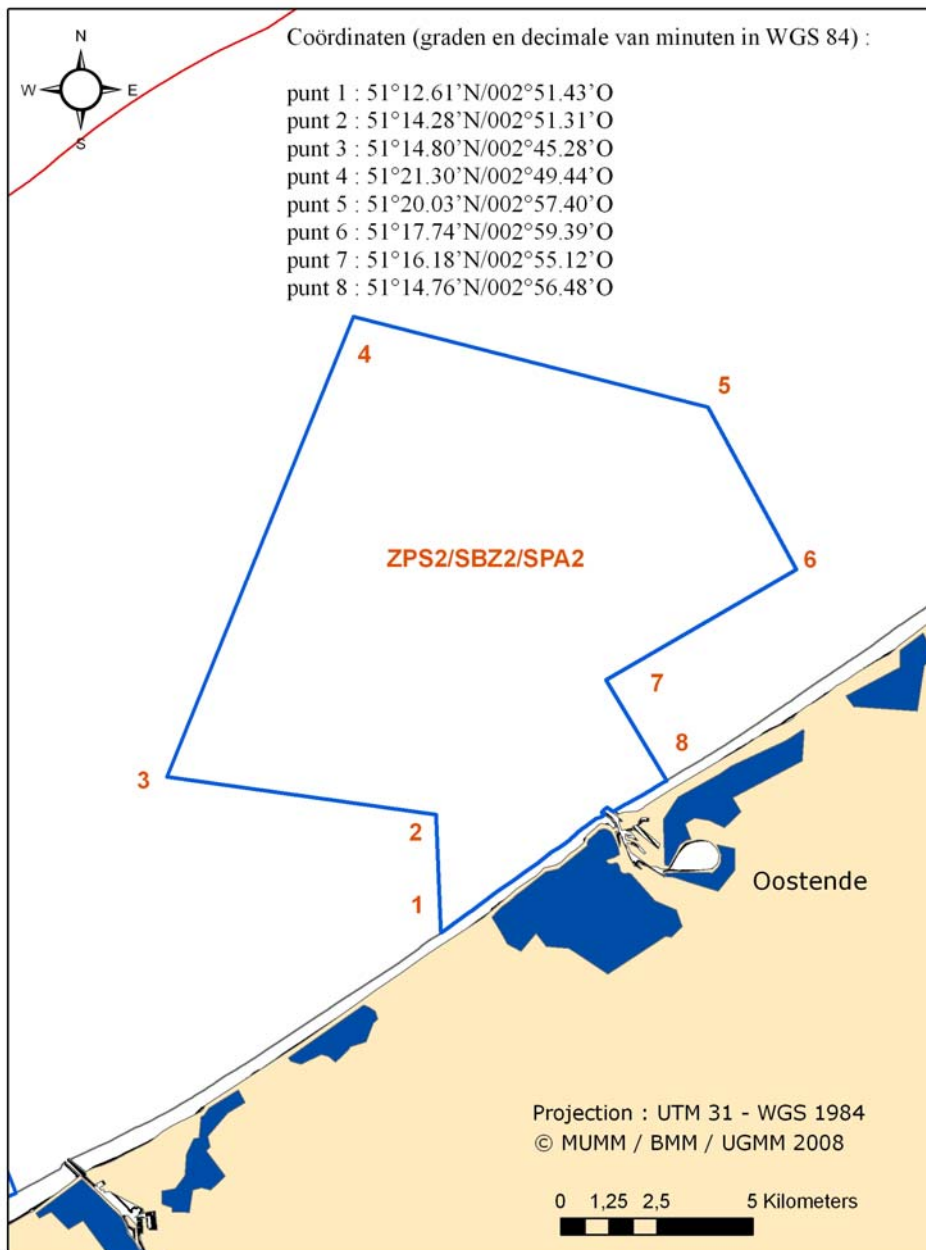 Coördinaten (graden en decimale van minuten in WGS 84) :
N
W E
S
punt 1 : 51°12.61’N/002°51.43’O
punt 2 : 51°14.28’N/002°51.31’O
punt 3 : 51°14.80’N/002°45.28’O
punt 4 : 51°21.30’N/002°49.44’O
punt 5 : 51°20.03’N/002°57.40’O
punt 6 : 51°17.74’N/002°59.39’O
punt 7 : 51°16.18’N/002°55.12’O
punt 8 : 51°14.76’N/002°56.48’O
4
5
ZPS2/SBZ2/SPA2
6
7
8
3
2
Oostende
1
Projection : UTM 31 - WGS 1984
© MUMM / BMM / UGMM 2008
0 1,25 2,5 5 Kilometers